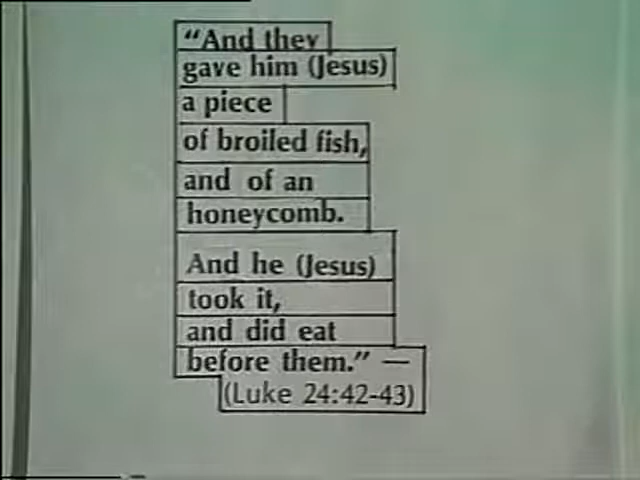 “And they
gave him (Jesus)
a piece
of broiled fish,
and of an
honeycomb.
And he (Jesus)
took it,
and did eat
before them.” —
(Luke 24:42-43)